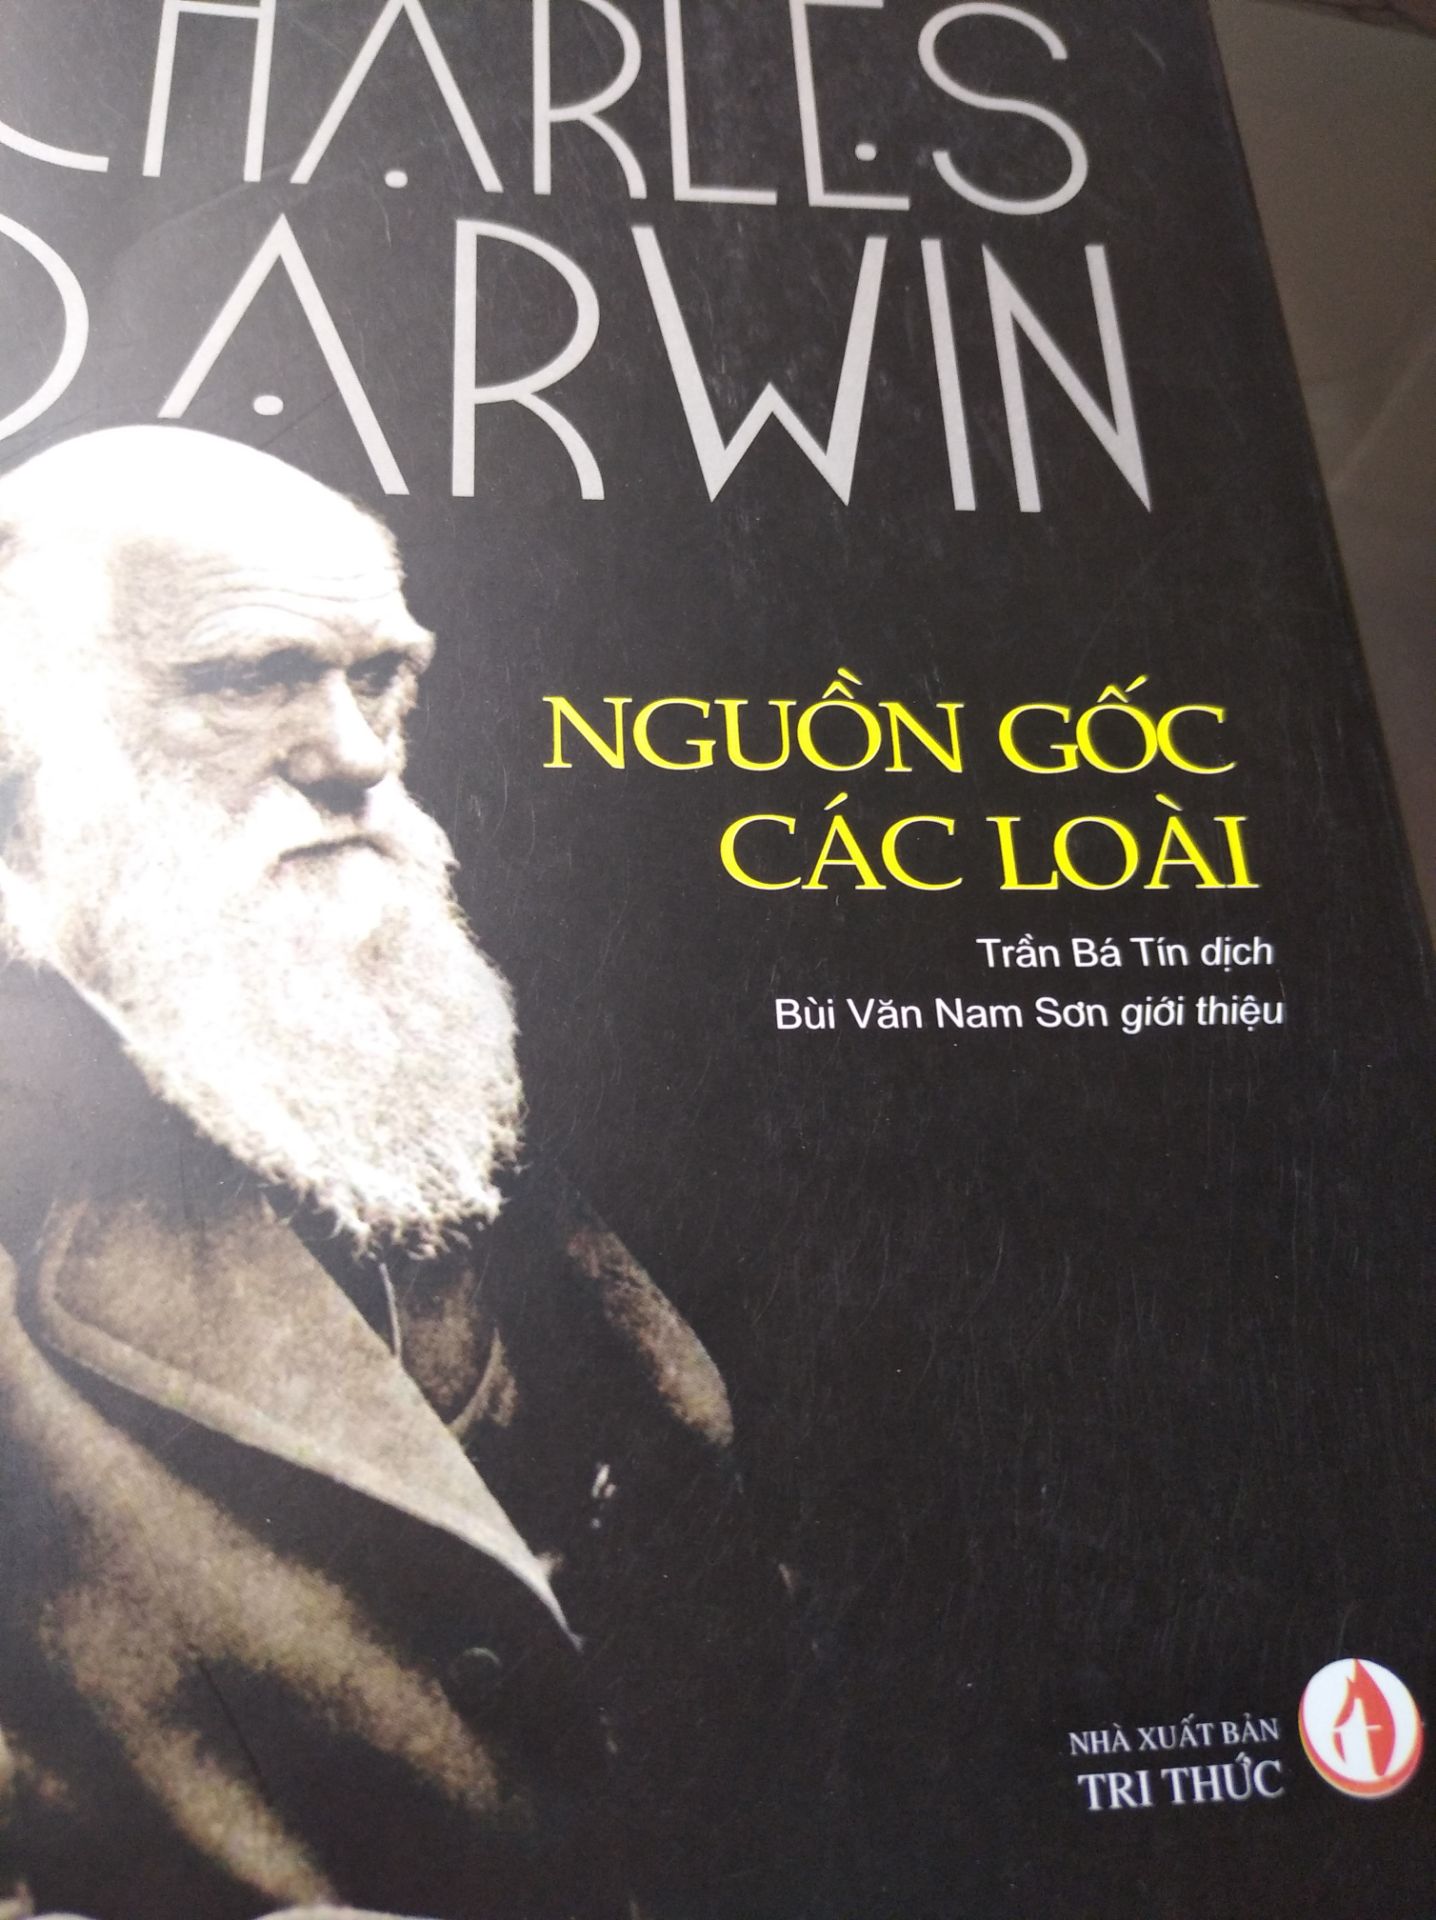 CHARLES
DARWIN
NGUỒN GỐC
CÁC LOÀI
Trần Bá Tín dịch
Bùi Văn Nam Sơn giới thiệu
NHÀ XUẤT BẢN
TRI THỨC